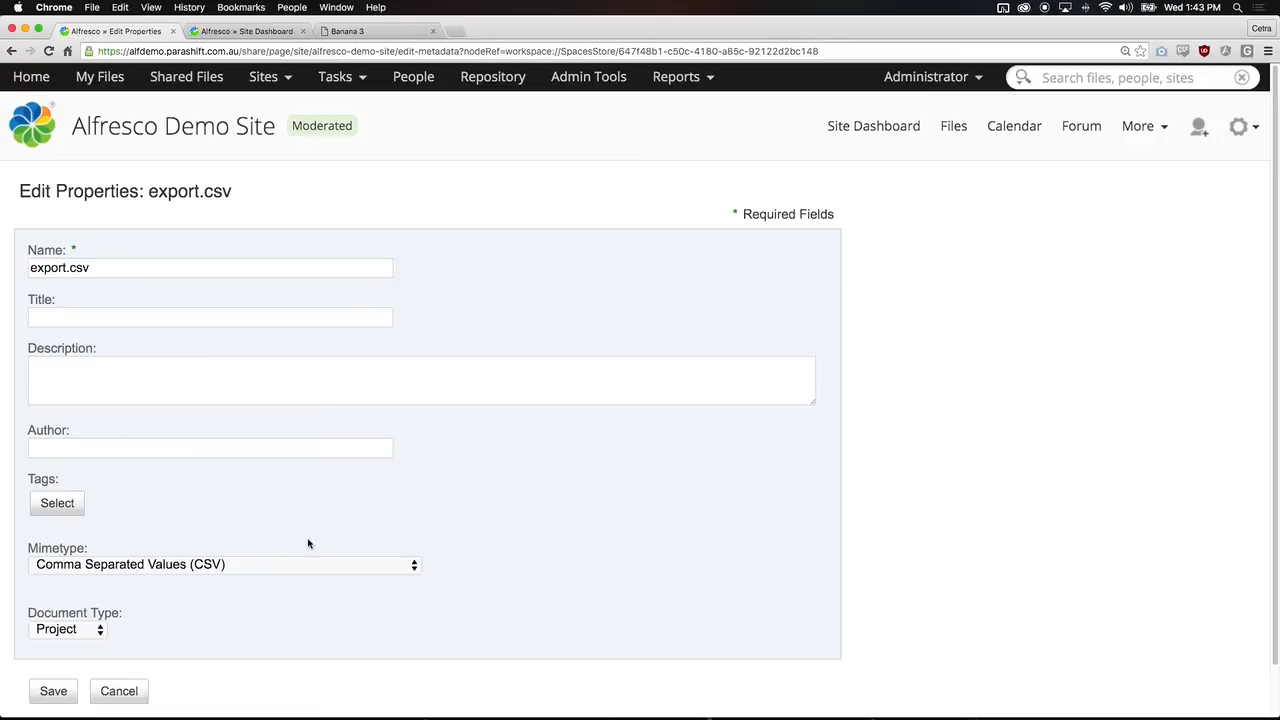 Chrome File Edit View History Bookmarks People Window Help Wed 1:43 PM
Alfresco » Edit Properties × Alfresco » Site Dashboard × Banana 3 × Cetra
https://alfdemo.parashift.com.au/share/page/site/alfresco-demo-site/edit-metadata?nodeRef=workspace://SpacesStore/647f48b1-c50c-4180-a85c-92122d2bc148
Home My Files Shared Files Sites Tasks People Repository Admin Tools Reports Administrator Search files, people, sites
Alfresco Demo Site Moderated Site Dashboard Files Calendar Forum More
Edit Properties: export.csv
* Required Fields
Name: *
export.csv
Title:
Description:
Author:
Tags:
Select
Mimetype:
Comma Separated Values (CSV)
Document Type:
Project
Save Cancel